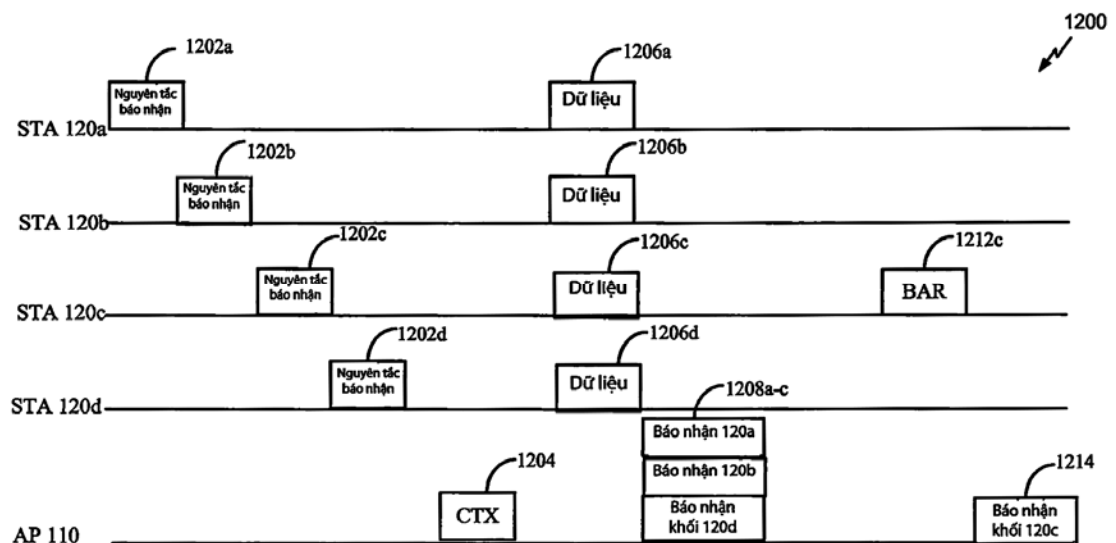 1200
1202a
1206a
Nguyên tắc
báo nhận
Dữ liệu
STA 120a
1202b
1206b
Nguyên tắc
báo nhận
Dữ liệu
STA 120b
1202c
1206c
1212c
Nguyên tắc
báo nhận
Dữ liệu
BAR
STA 120c
1202d
1206d
Nguyên tắc
báo nhận
Dữ liệu
STA 120d
1208a-c
Báo nhận 120a
Báo nhận 120b
Báo nhận
khối 120d
1204
CTX
1214
Báo nhận
khối 120c
AP 110